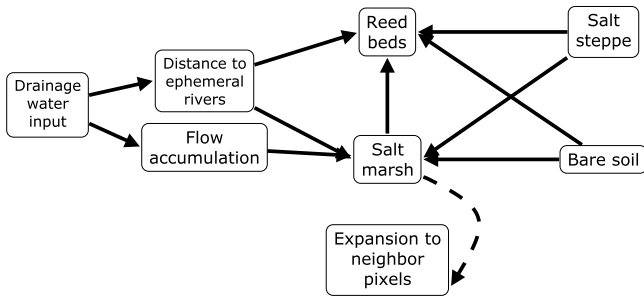 Drainage
water
input
Distance to
ephemeral
rivers
Flow
accumulation
Reed
beds
Salt
marsh
Salt
steppe
Bare soil
Expansion to
neighbor
pixels